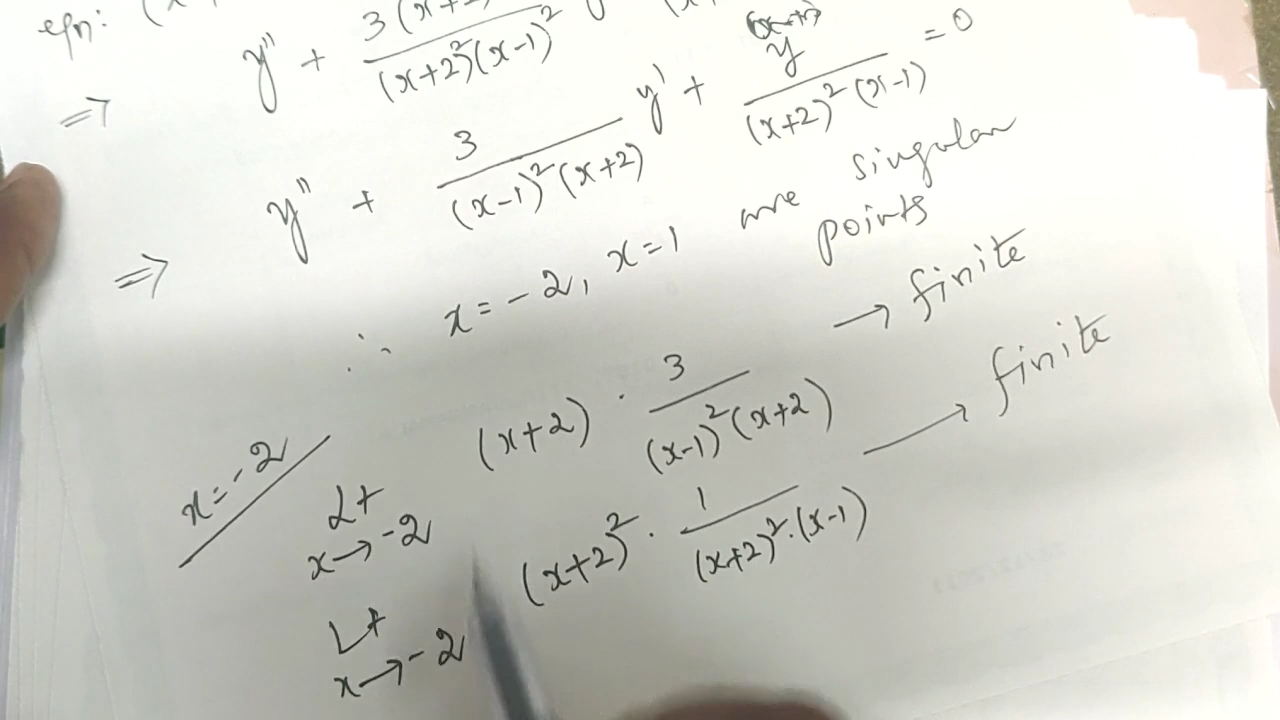 eqn: (x
y'' + 3(x+2) / (x+2)²(x-1)²
⇒ y'' + 3 / (x-1)²(x+2) y' + y / (x+2)²(x-1) = 0
⇒ ∴ x = -2, x = 1 are singular points
x = -2
Lt x→-2 (x+2) · 3 / (x-1)²(x+2) → finite
Lt x→-2 (x+2)² · 1 / (x+2)²·(x-1) → finite